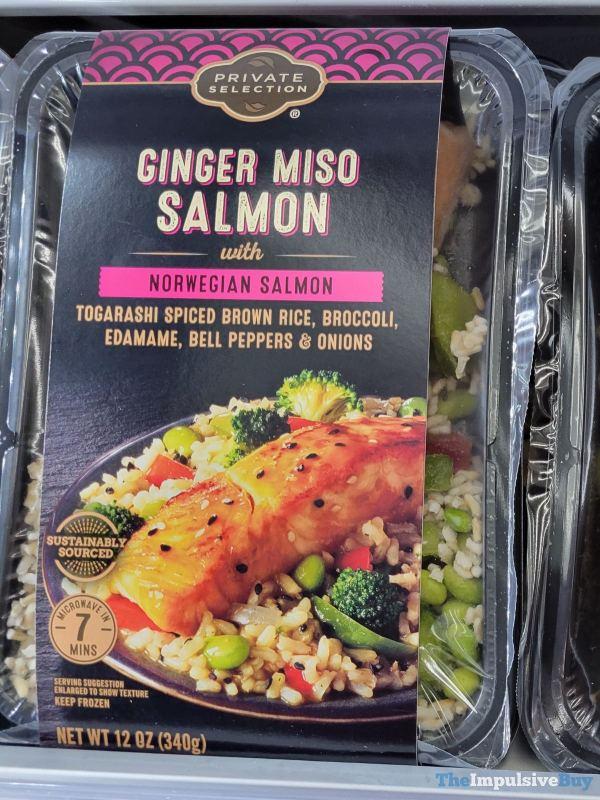 PRIVATE
SELECTION
®
GINGER MISO
SALMON
with
NORWEGIAN SALMON
TOGARASHI SPICED BROWN RICE, BROCCOLI,
EDAMAME, BELL PEPPERS & ONIONS
SUSTAINABLY
SOURCED
MICROWAVE IN
7
MINS
SERVING SUGGESTION
ENLARGED TO SHOW TEXTURE
KEEP FROZEN
NET WT 12 OZ (340g)
TheImpulsiveBuy